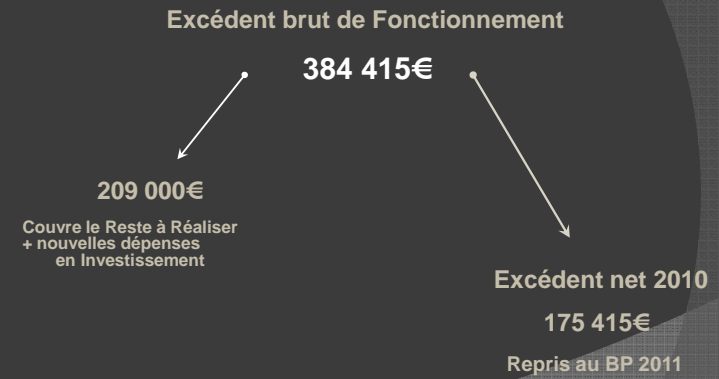 Excédent brut de Fonctionnement
384 415€
209 000€
Couvre le Reste à Réaliser
+ nouvelles dépenses
en Investissement
Excédent net 2010
175 415€
Repris au BP 2011